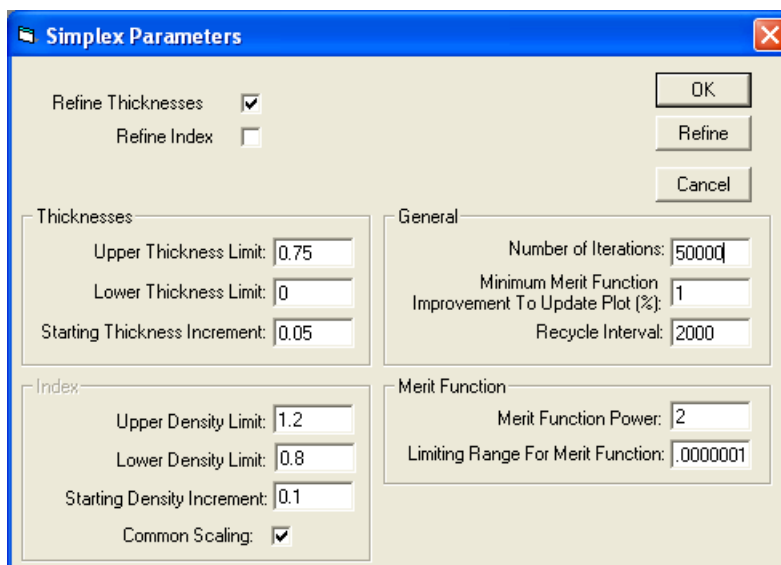 Simplex Parameters
Refine Thicknesses
Refine Index
OK
Refine
Cancel
Thicknesses
Upper Thickness Limit: 0.75
Lower Thickness Limit: 0
Starting Thickness Increment: 0.05
General
Number of Iterations: 50000
Minimum Merit Function
Improvement To Update Plot (%): 1
Recycle Interval: 2000
Index
Upper Density Limit: 1.2
Lower Density Limit: 0.8
Starting Density Increment: 0.1
Common Scaling:
Merit Function
Merit Function Power: 2
Limiting Range For Merit Function: .0000001